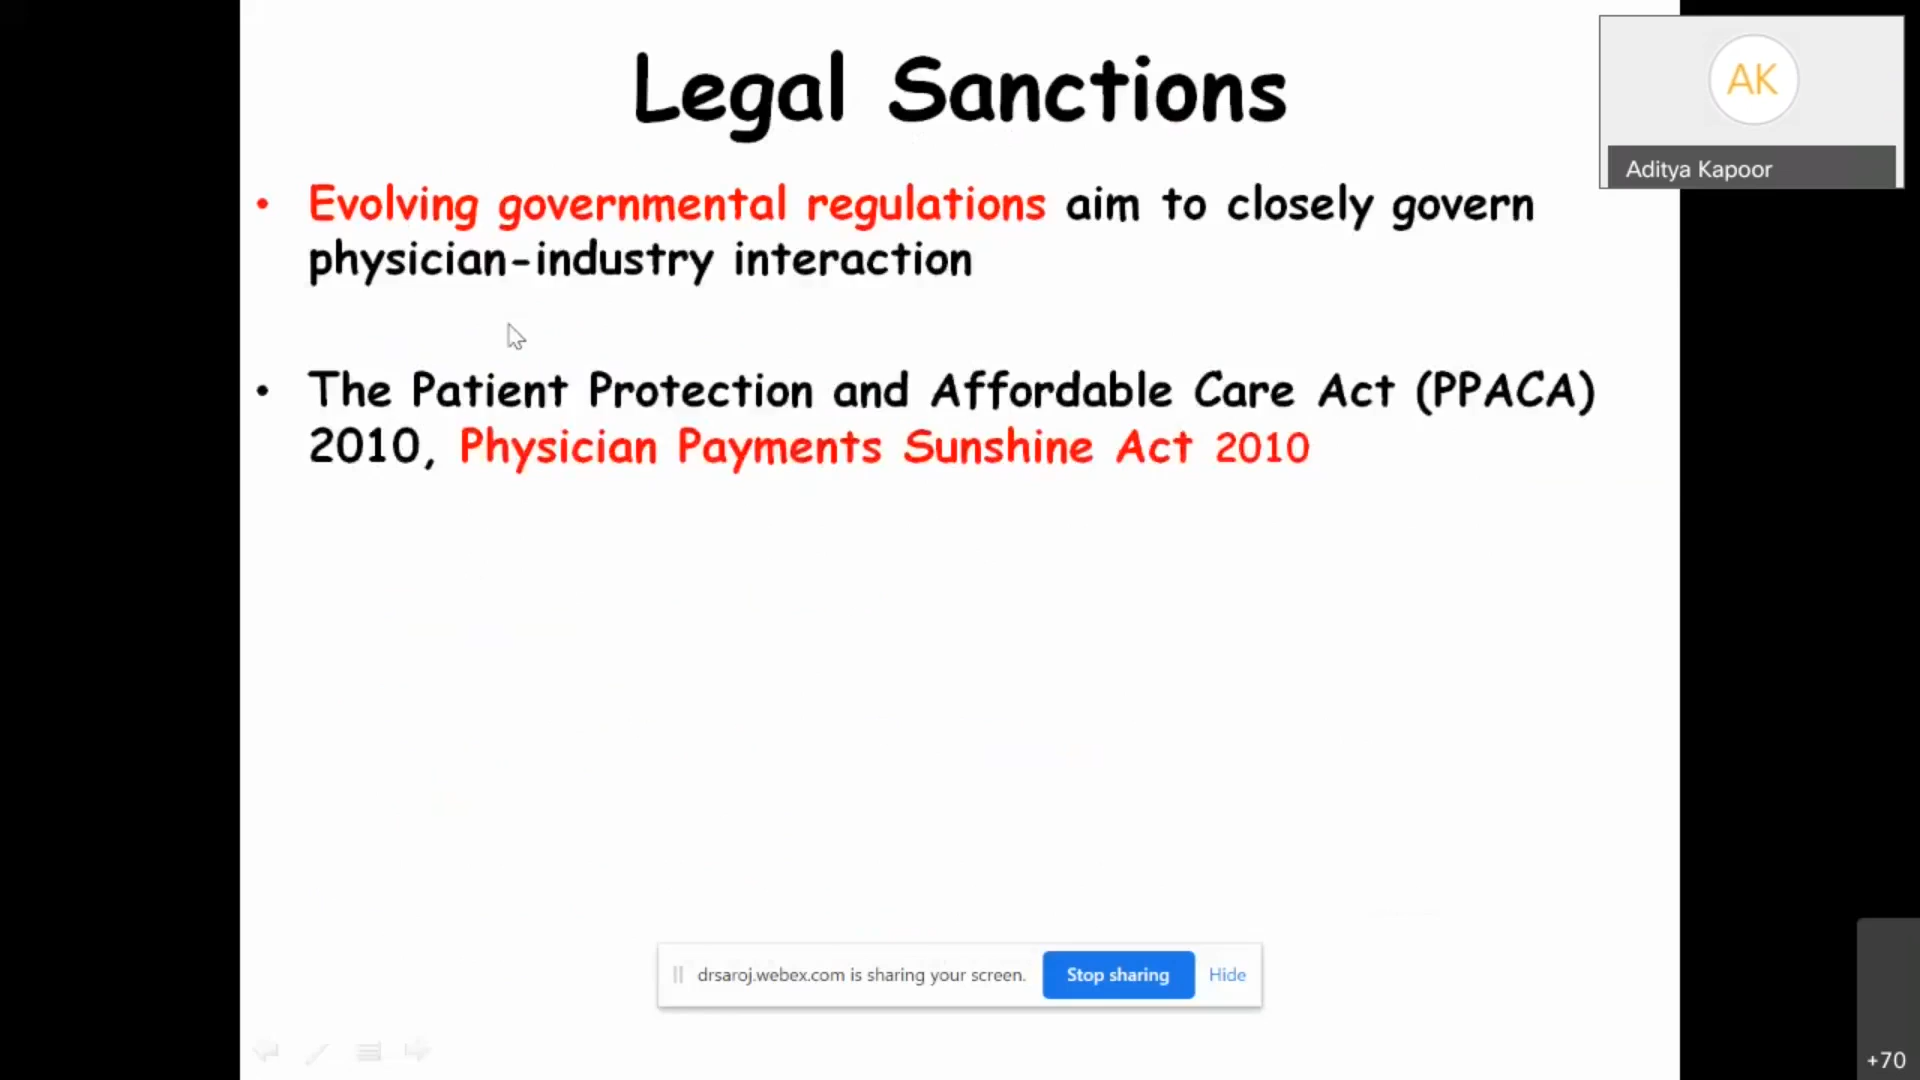 Legal Sanctions
AK
Aditya Kapoor
• Evolving governmental regulations aim to closely govern
physician-industry interaction
• The Patient Protection and Affordable Care Act (PPACA)
2010, Physician Payments Sunshine Act 2010
drsaroj.webex.com is sharing your screen.
Stop sharing
Hide
+70